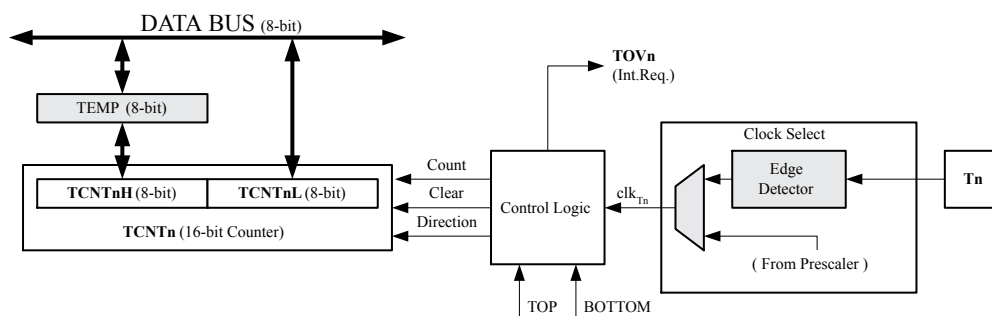 DATA BUS (8-bit)
TOVn
(Int.Req.)
TEMP (8-bit)
Clock Select
TCNTnH (8-bit) TCNTnL (8-bit)
TCNTn (16-bit Counter)
Count
Clear
Direction
Control Logic
clkTn
Edge
Detector
Tn
( From Prescaler )
TOP
BOTTOM